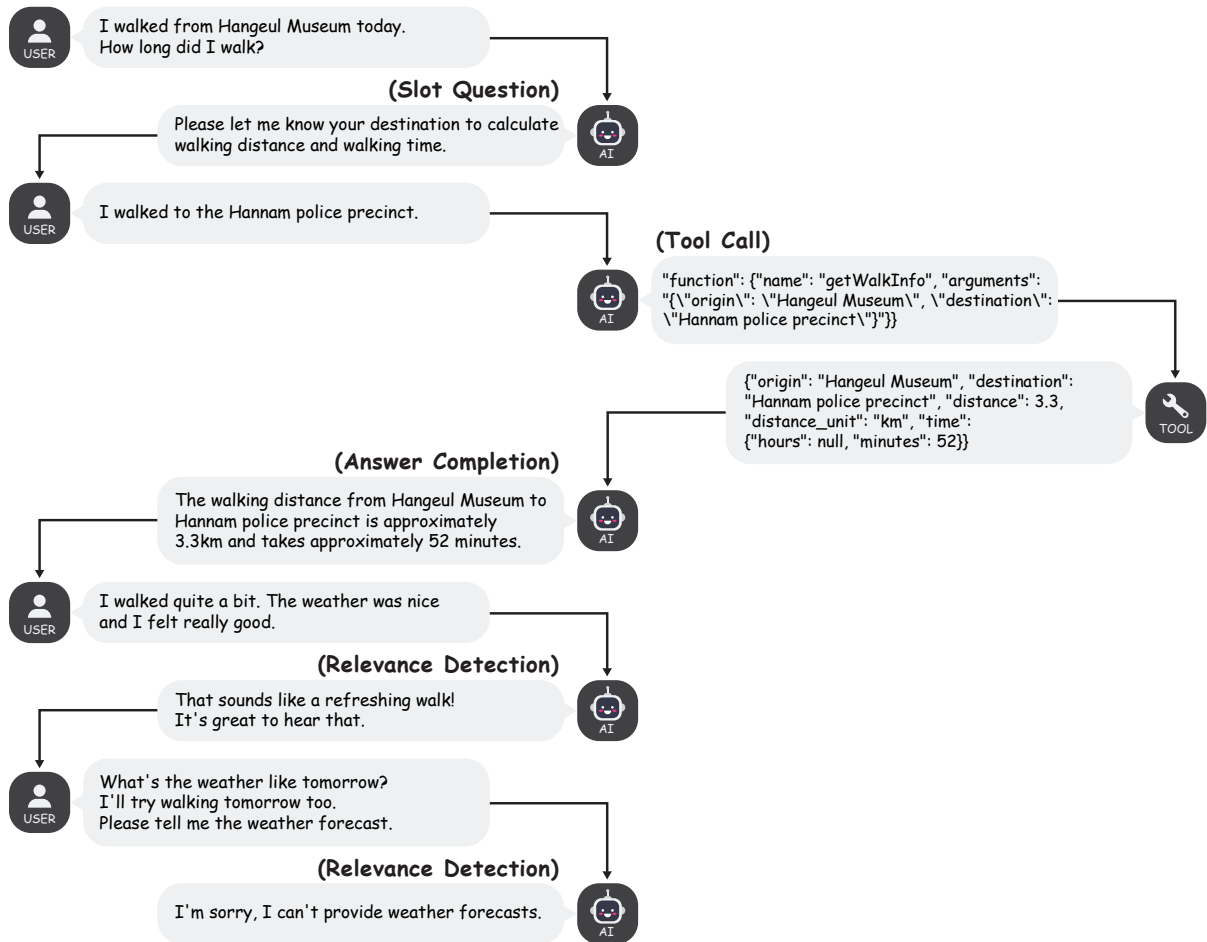 I walked from Hangeul Museum today.
How long did I walk?
USER
(Slot Question)
Please let me know your destination to calculate
walking distance and walking time.
AI
I walked to the Hannam police precinct.
USER
(Tool Call)
"function": {"name": "getWalkInfo", "arguments":
"{\"origin\": \"Hangeul Museum\", \"destination\":
\"Hannam police precinct\"}"}}
AI
{"origin": "Hangeul Museum", "destination":
"Hannam police precinct", "distance": 3.3,
"distance_unit": "km", "time":
{"hours": null, "minutes": 52}}
TOOL
(Answer Completion)
The walking distance from Hangeul Museum to
Hannam police precinct is approximately
3.3km and takes approximately 52 minutes.
AI
I walked quite a bit. The weather was nice
and I felt really good.
USER
(Relevance Detection)
That sounds like a refreshing walk!
It's great to hear that.
AI
What's the weather like tomorrow?
I'll try walking tomorrow too.
Please tell me the weather forecast.
USER
(Relevance Detection)
I'm sorry, I can't provide weather forecasts.
AI